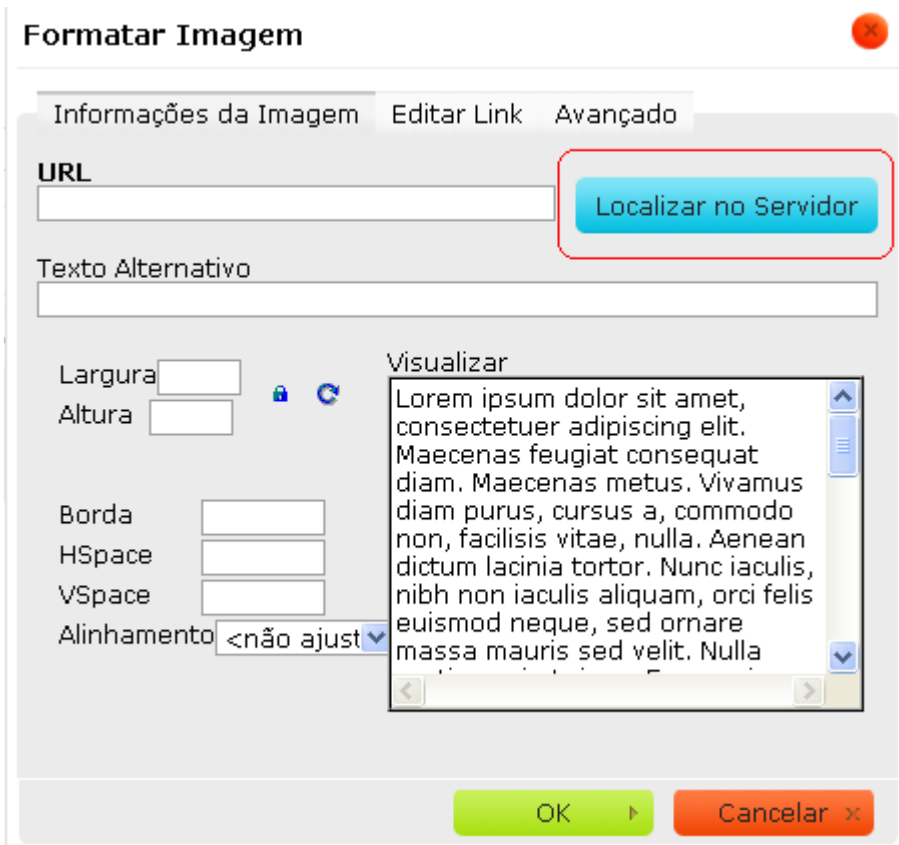 Formatar Imagem
Informações da Imagem Editar Link Avançado
URL
Localizar no Servidor
Texto Alternativo
Largura
Altura
Borda
HSpace
VSpace
Alinhamento <não ajust
Visualizar
Lorem ipsum dolor sit amet,
consectetuer adipiscing elit.
Maecenas feugiat consequat
diam. Maecenas metus. Vivamus
diam purus, cursus a, commodo
non, facilisis vitae, nulla. Aenean
dictum lacinia tortor. Nunc iaculis,
nibh non iaculis aliquam, orci felis
euismod neque, sed ornare
massa mauris sed velit. Nulla
OK
Cancelar